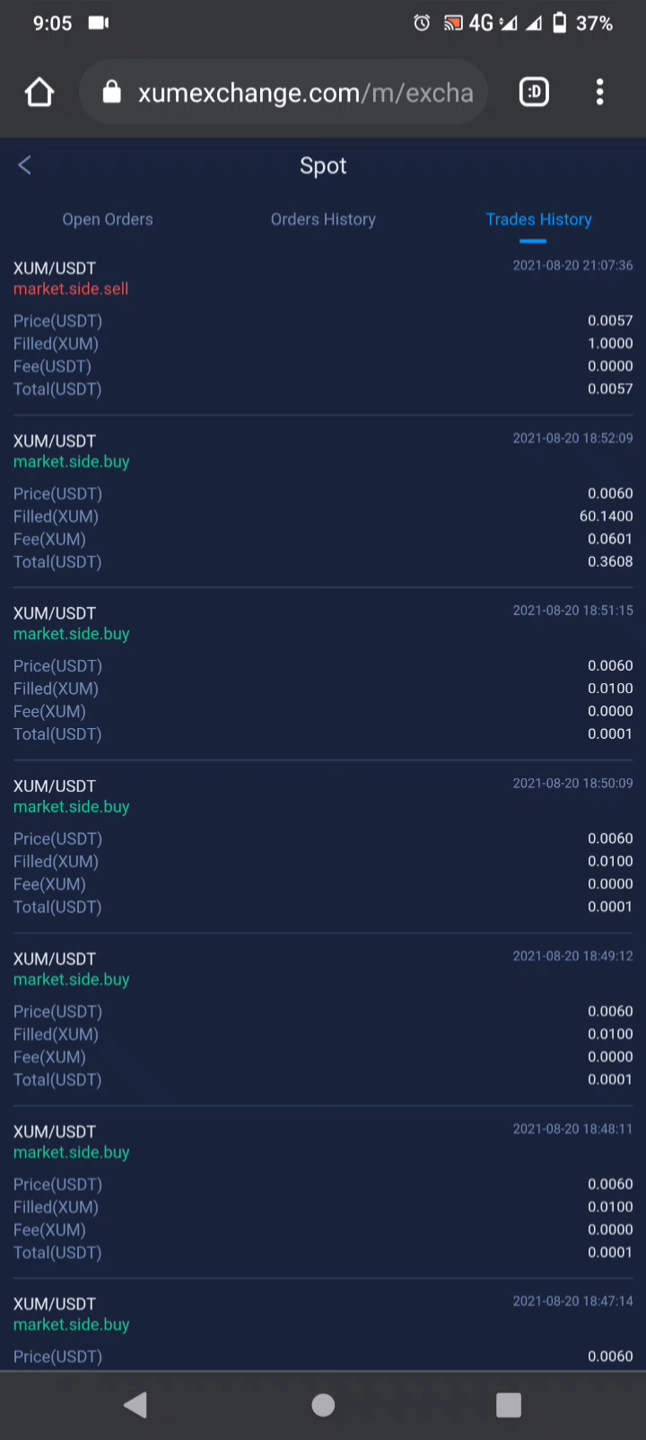 9:05 4G 37%
xumexchange.com/m/excha :D
Spot
Open Orders Orders History Trades History
XUM/USDT 2021-08-20 21:07:36
market.side.sell
Price(USDT) 0.0057
Filled(XUM) 1.0000
Fee(USDT) 0.0000
Total(USDT) 0.0057
XUM/USDT 2021-08-20 18:52:09
market.side.buy
Price(USDT) 0.0060
Filled(XUM) 60.1400
Fee(XUM) 0.0601
Total(USDT) 0.3608
XUM/USDT 2021-08-20 18:51:15
market.side.buy
Price(USDT) 0.0060
Filled(XUM) 0.0100
Fee(XUM) 0.0000
Total(USDT) 0.0001
XUM/USDT 2021-08-20 18:50:09
market.side.buy
Price(USDT) 0.0060
Filled(XUM) 0.0100
Fee(XUM) 0.0000
Total(USDT) 0.0001
XUM/USDT 2021-08-20 18:49:12
market.side.buy
Price(USDT) 0.0060
Filled(XUM) 0.0100
Fee(XUM) 0.0000
Total(USDT) 0.0001
XUM/USDT 2021-08-20 18:48:11
market.side.buy
Price(USDT) 0.0060
Filled(XUM) 0.0100
Fee(XUM) 0.0000
Total(USDT) 0.0001
XUM/USDT 2021-08-20 18:47:14
market.side.buy
Price(USDT) 0.0060